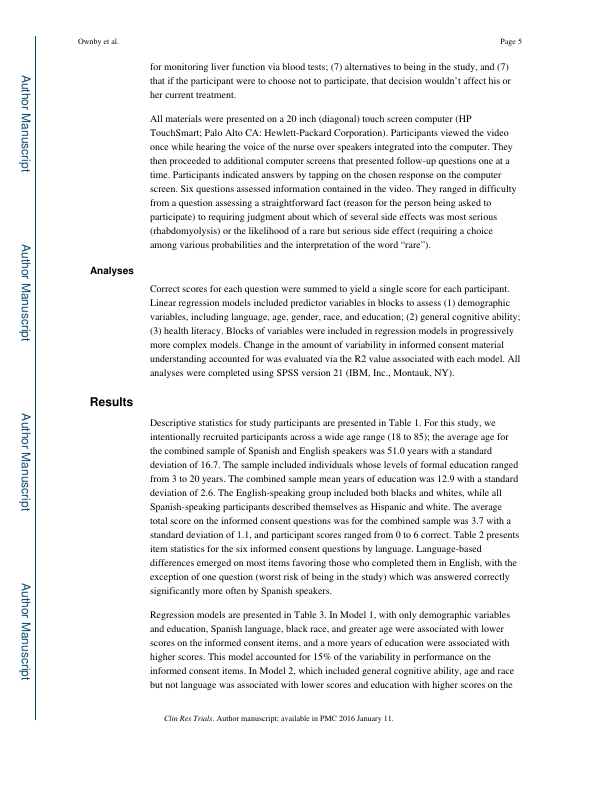 Ownby et al.
Page 5
for monitoring liver function via blood tests; (7) alternatives to being in the study, and (7)
that if the participant were to choose not to participate, that decision wouldn't affect his or
her current treatment.
All materials were presented on a 20 inch (diagonal) touch screen computer (HP
TouchSmart; Palo Alto CA: Hewlett-Packard Corporation). Participants viewed the video
once while hearing the voice of the nurse over speakers integrated into the computer. They
then proceeded to additional computer screens that presented follow-up questions one at a
time. Participants indicated answers by tapping on the chosen response on the computer
screen. Six questions assessed information contained in the video. They ranged in difficulty
from a question assessing a straightforward fact (reason for the person being asked to
participate) to requiring judgment about which of several side effects was most serious
(rhabdomyolysis) or the likelihood of a rare but serious side effect (requiring a choice
among various probabilities and the interpretation of the word “rare”).
Analyses
Correct scores for each question were summed to yield a single score for each participant.
Linear regression models included predictor variables in blocks to assess (1) demographic
variables, including language, age, gender, race, and education; (2) general cognitive ability;
(3) health literacy. Blocks of variables were included in regression models in progressively
more complex models. Change in the amount of variability in informed consent material
understanding accounted for was evaluated via the R2 value associated with each model. All
analyses were completed using SPSS version 21 (IBM, Inc., Montauk, NY).
Results
Descriptive statistics for study participants are presented in Table 1. For this study, we
intentionally recruited participants across a wide age range (18 to 85); the average age for
the combined sample of Spanish and English speakers was 51.0 years with a standard
deviation of 16.7. The sample included individuals whose levels of formal education ranged
from 3 to 20 years. The combined sample mean years of education was 12.9 with a standard
deviation of 2.6. The English-speaking group included both blacks and whites, while all
Spanish-speaking participants described themselves as Hispanic and white. The average
total score on the informed consent questions was for the combined sample was 3.7 with a
standard deviation of 1.1, and participant scores ranged from 0 to 6 correct. Table 2 presents
item statistics for the six informed consent questions by language. Language-based
differences emerged on most items favoring those who completed them in English, with the
exception of one question (worst risk of being in the study) which was answered correctly
significantly more often by Spanish speakers.
Regression models are presented in Table 3. In Model 1, with only demographic variables
and education, Spanish language, black race, and greater age were associated with lower
scores on the informed consent items, and a more years of education were associated with
higher scores. This model accounted for 15% of the variability in performance on the
informed consent items. In Model 2, which included general cognitive ability, age and race
but not language was associated with lower scores and education with higher scores on the
Clin Res Trials. Author manuscript; available in PMC 2016 January 11.
Author Manuscript
Author Manuscript
Author Manuscript
Author Manuscript